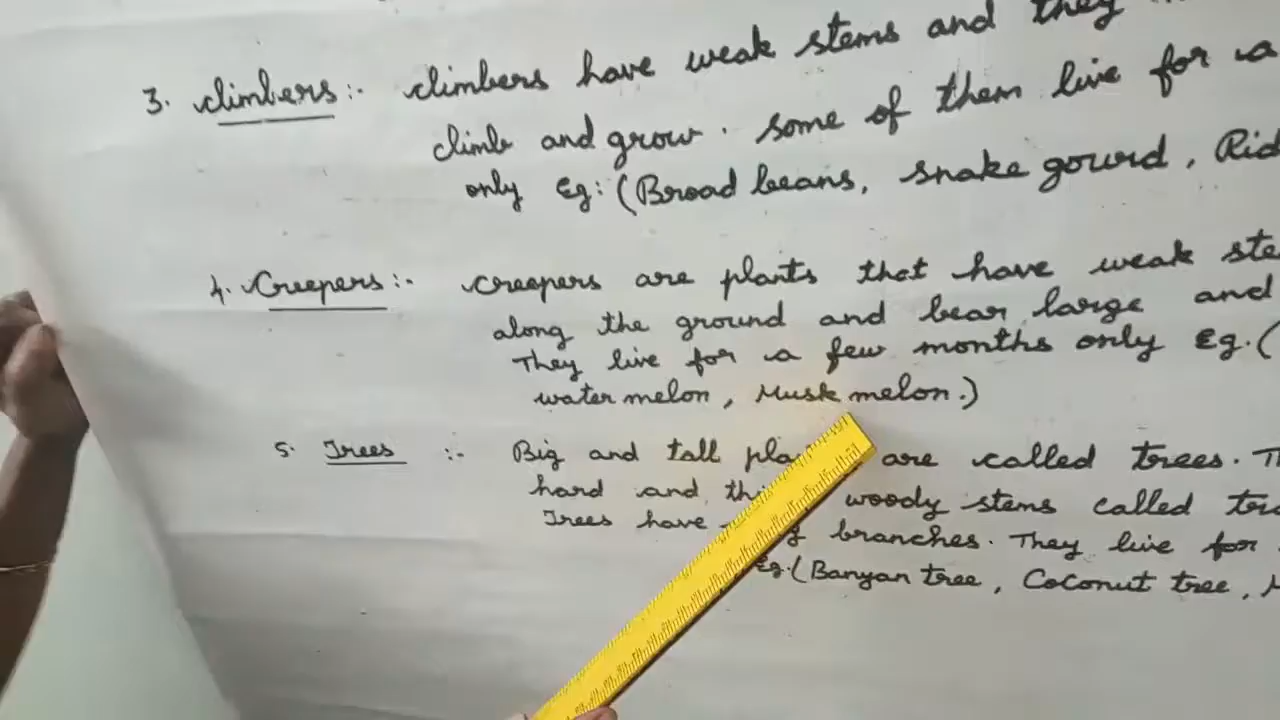 3. climbers :- climbers have weak stems and they
climb and grow. some of them live for a
only Eg: (Broad beans, snake gourd,
4. Creepers :- creepers are plants that have weak
along the ground and bear large and
They live for a few months only Eg. (
water melon, Musk melon.)
5. Trees :- Big and tall are called trees.
hard and woody stems called
Trees have branches. They live for
Eg. (Banyan tree, Coconut tree,